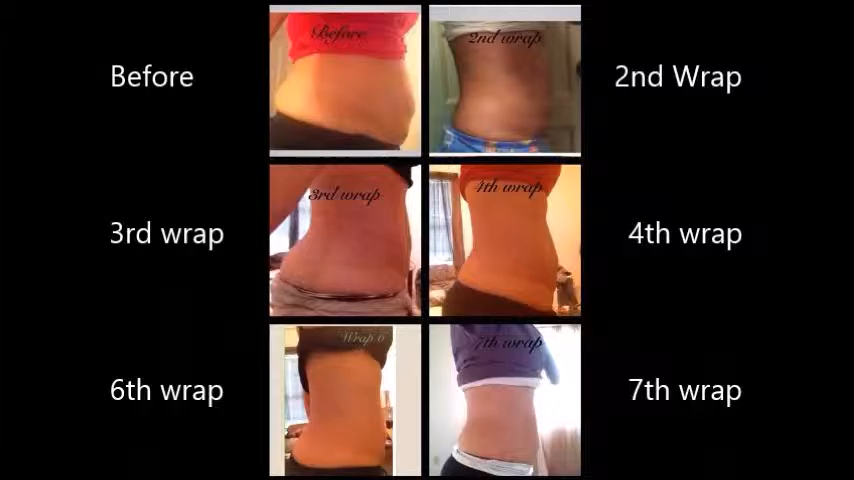 Before
Before
2nd wrap
2nd Wrap
3rd wrap
3rd wrap
4th wrap
4th wrap
6th wrap
Wrap 6
7th wrap
7th wrap